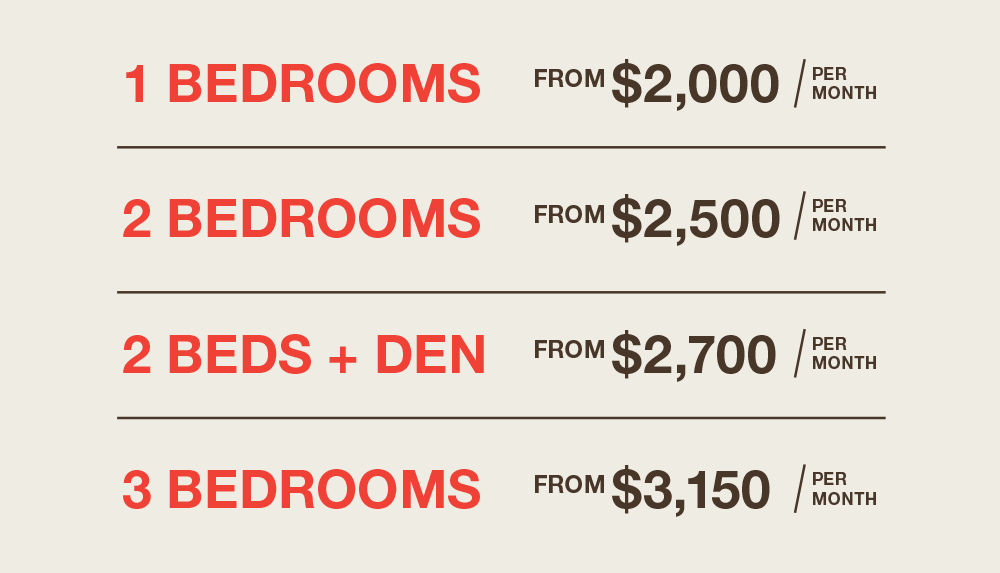 1 BEDROOMS FROM $2,000 / PER MONTH
2 BEDROOMS FROM $2,500 / PER MONTH
2 BEDS + DEN FROM $2,700 / PER MONTH
3 BEDROOMS FROM $3,150 / PER MONTH